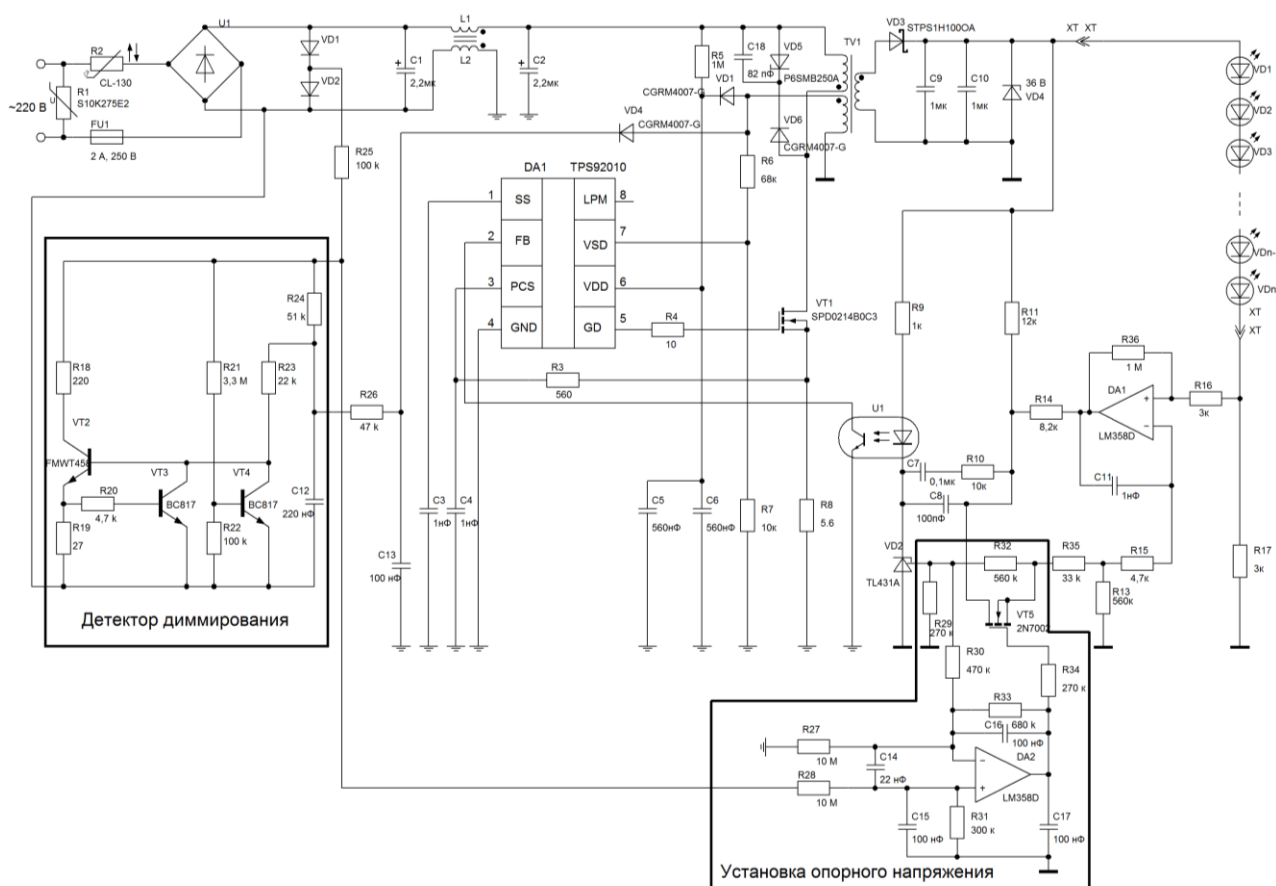 U1
R2
CL-130
~220 В
R1
S10K275E2
U
FU1
2 А, 250 В
VD1
VD2
C1
2,2мк
L1
L2
C2
2,2мк
R5
1М
C18
82 пФ
VD5
P6SMB250A
TV1
VD3
STPS1H100OA
VD1
CGRM4007-G
VD4
CGRM4007-G
VD6
CGRM4007-G
C9
1мк
C10
1мк
36 В
VD4
XT XT
VD1
VD2
VD3
VDn-
VDn
XT
XT
R25
100 k
R6
68к
DA1 TPS92010
1 SS LPM 8
2 FB VSD 7
3 PCS VDD 6
4 GND GD 5
R4
10
VT1
SPD0214B0C3
R3
560
R9
1к
R11
12к
R36
1 М
DA1
LM358D
R16
3к
R14
8,2к
C11
1нФ
U1
C7
0,1мк
R10
10к
C8
100пФ
R24
51 k
R18
220
R21
3,3 M
R23
22 k
R26
47 k
VT2
FMWT458
VT3
BC817
VT4
BC817
R20
4,7 k
R19
27
R22
100 k
C12
220 нФ
C13
100 нФ
C3
1нФ
C4
1нФ
C5
560нФ
C6
560нФ
R7
10к
R8
5.6
VD2
TL431A
R32
560 k
R35
33 k
R15
4,7к
R13
560к
R17
3к
VT5
2N7002
R29
270 к
R30
470 к
R34
270 к
R33
680 k
C16
100 нФ
Детектор диммирования
R27
10 М
C14
22 нФ
R28
10 М
DA2
LM358D
C15
100 нФ
R31
300 к
C17
100 нФ
Установка опорного напряжения